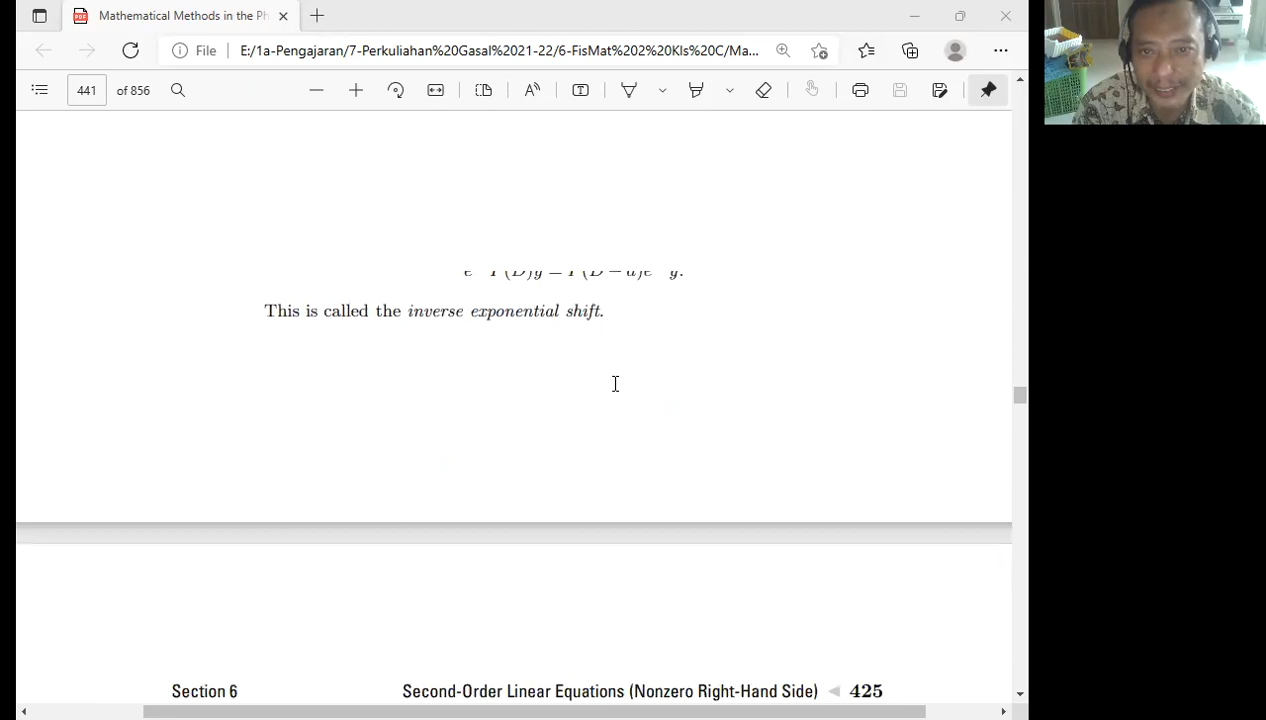 Mathematical Methods in the Ph
File
E:/1a-Pengajaran/7-Perkuliahan%20Gasal%202021-22/6-FisMat%202%20Kls%20C/Ma...
441 of 856
This is called the inverse exponential shift.
Section 6 Second-Order Linear Equations (Nonzero Right-Hand Side) 425